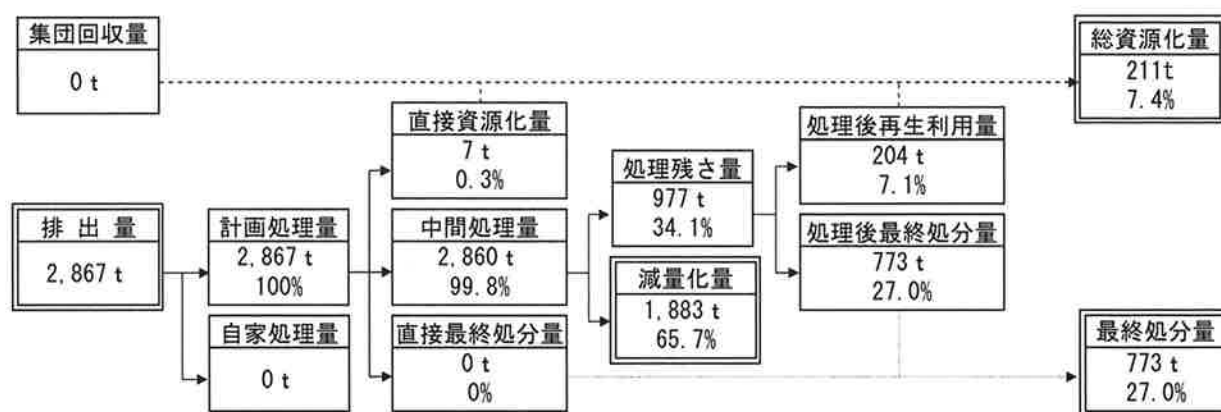 集団回収量
0 t
総資源化量
211t
7.4%
直接資源化量
7 t
0.3%
処理後再生利用量
204 t
7.1%
処理残さ量
977 t
34.1%
排 出 量
2,867 t
計画処理量
2,867 t
100%
中間処理量
2,860 t
99.8%
処理後最終処分量
773 t
27.0%
減量化量
1,883 t
65.7%
自家処理量
0 t
直接最終処分量
0 t
0%
最終処分量
773 t
27.0%